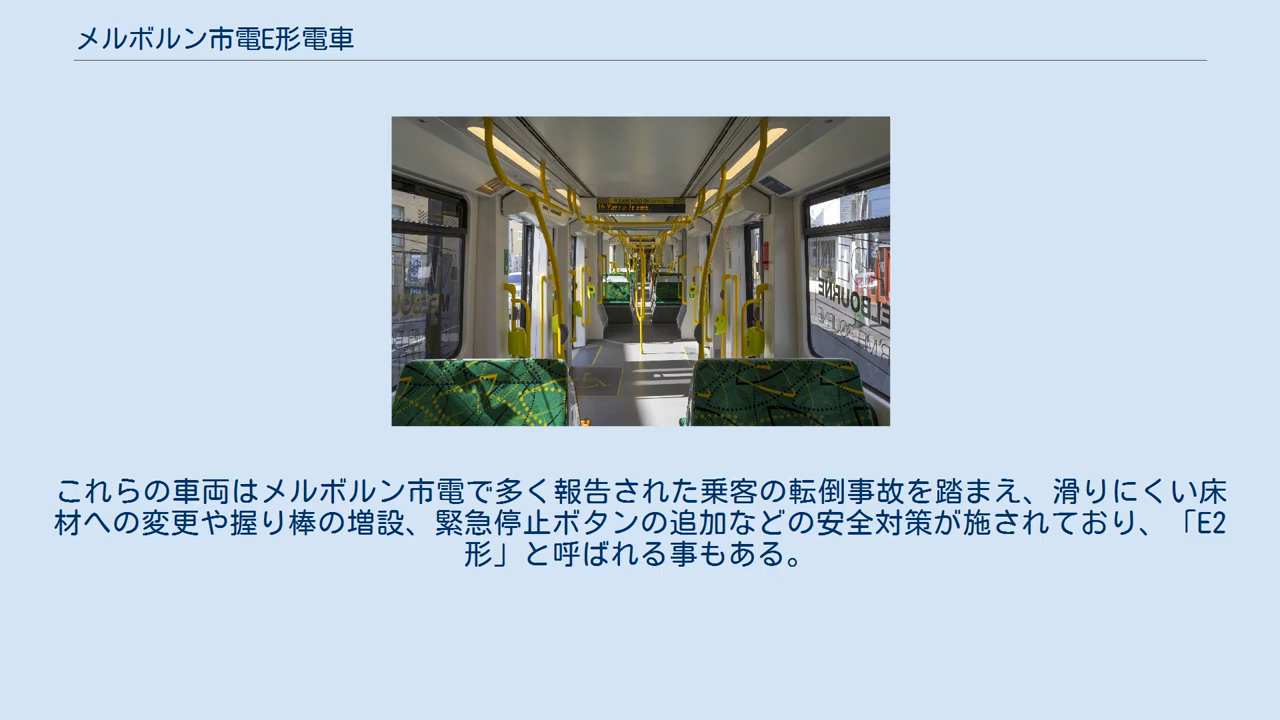 メルボルン市電E形電車
PLEASE HOLD ON
MELBOURNE
これらの車両はメルボルン市電で多く報告された乗客の転倒事故を踏まえ、滑りにくい床
材への変更や握り棒の増設、緊急停止ボタンの追加などの安全対策が施されており、「E2
形」と呼ばれる事もある。